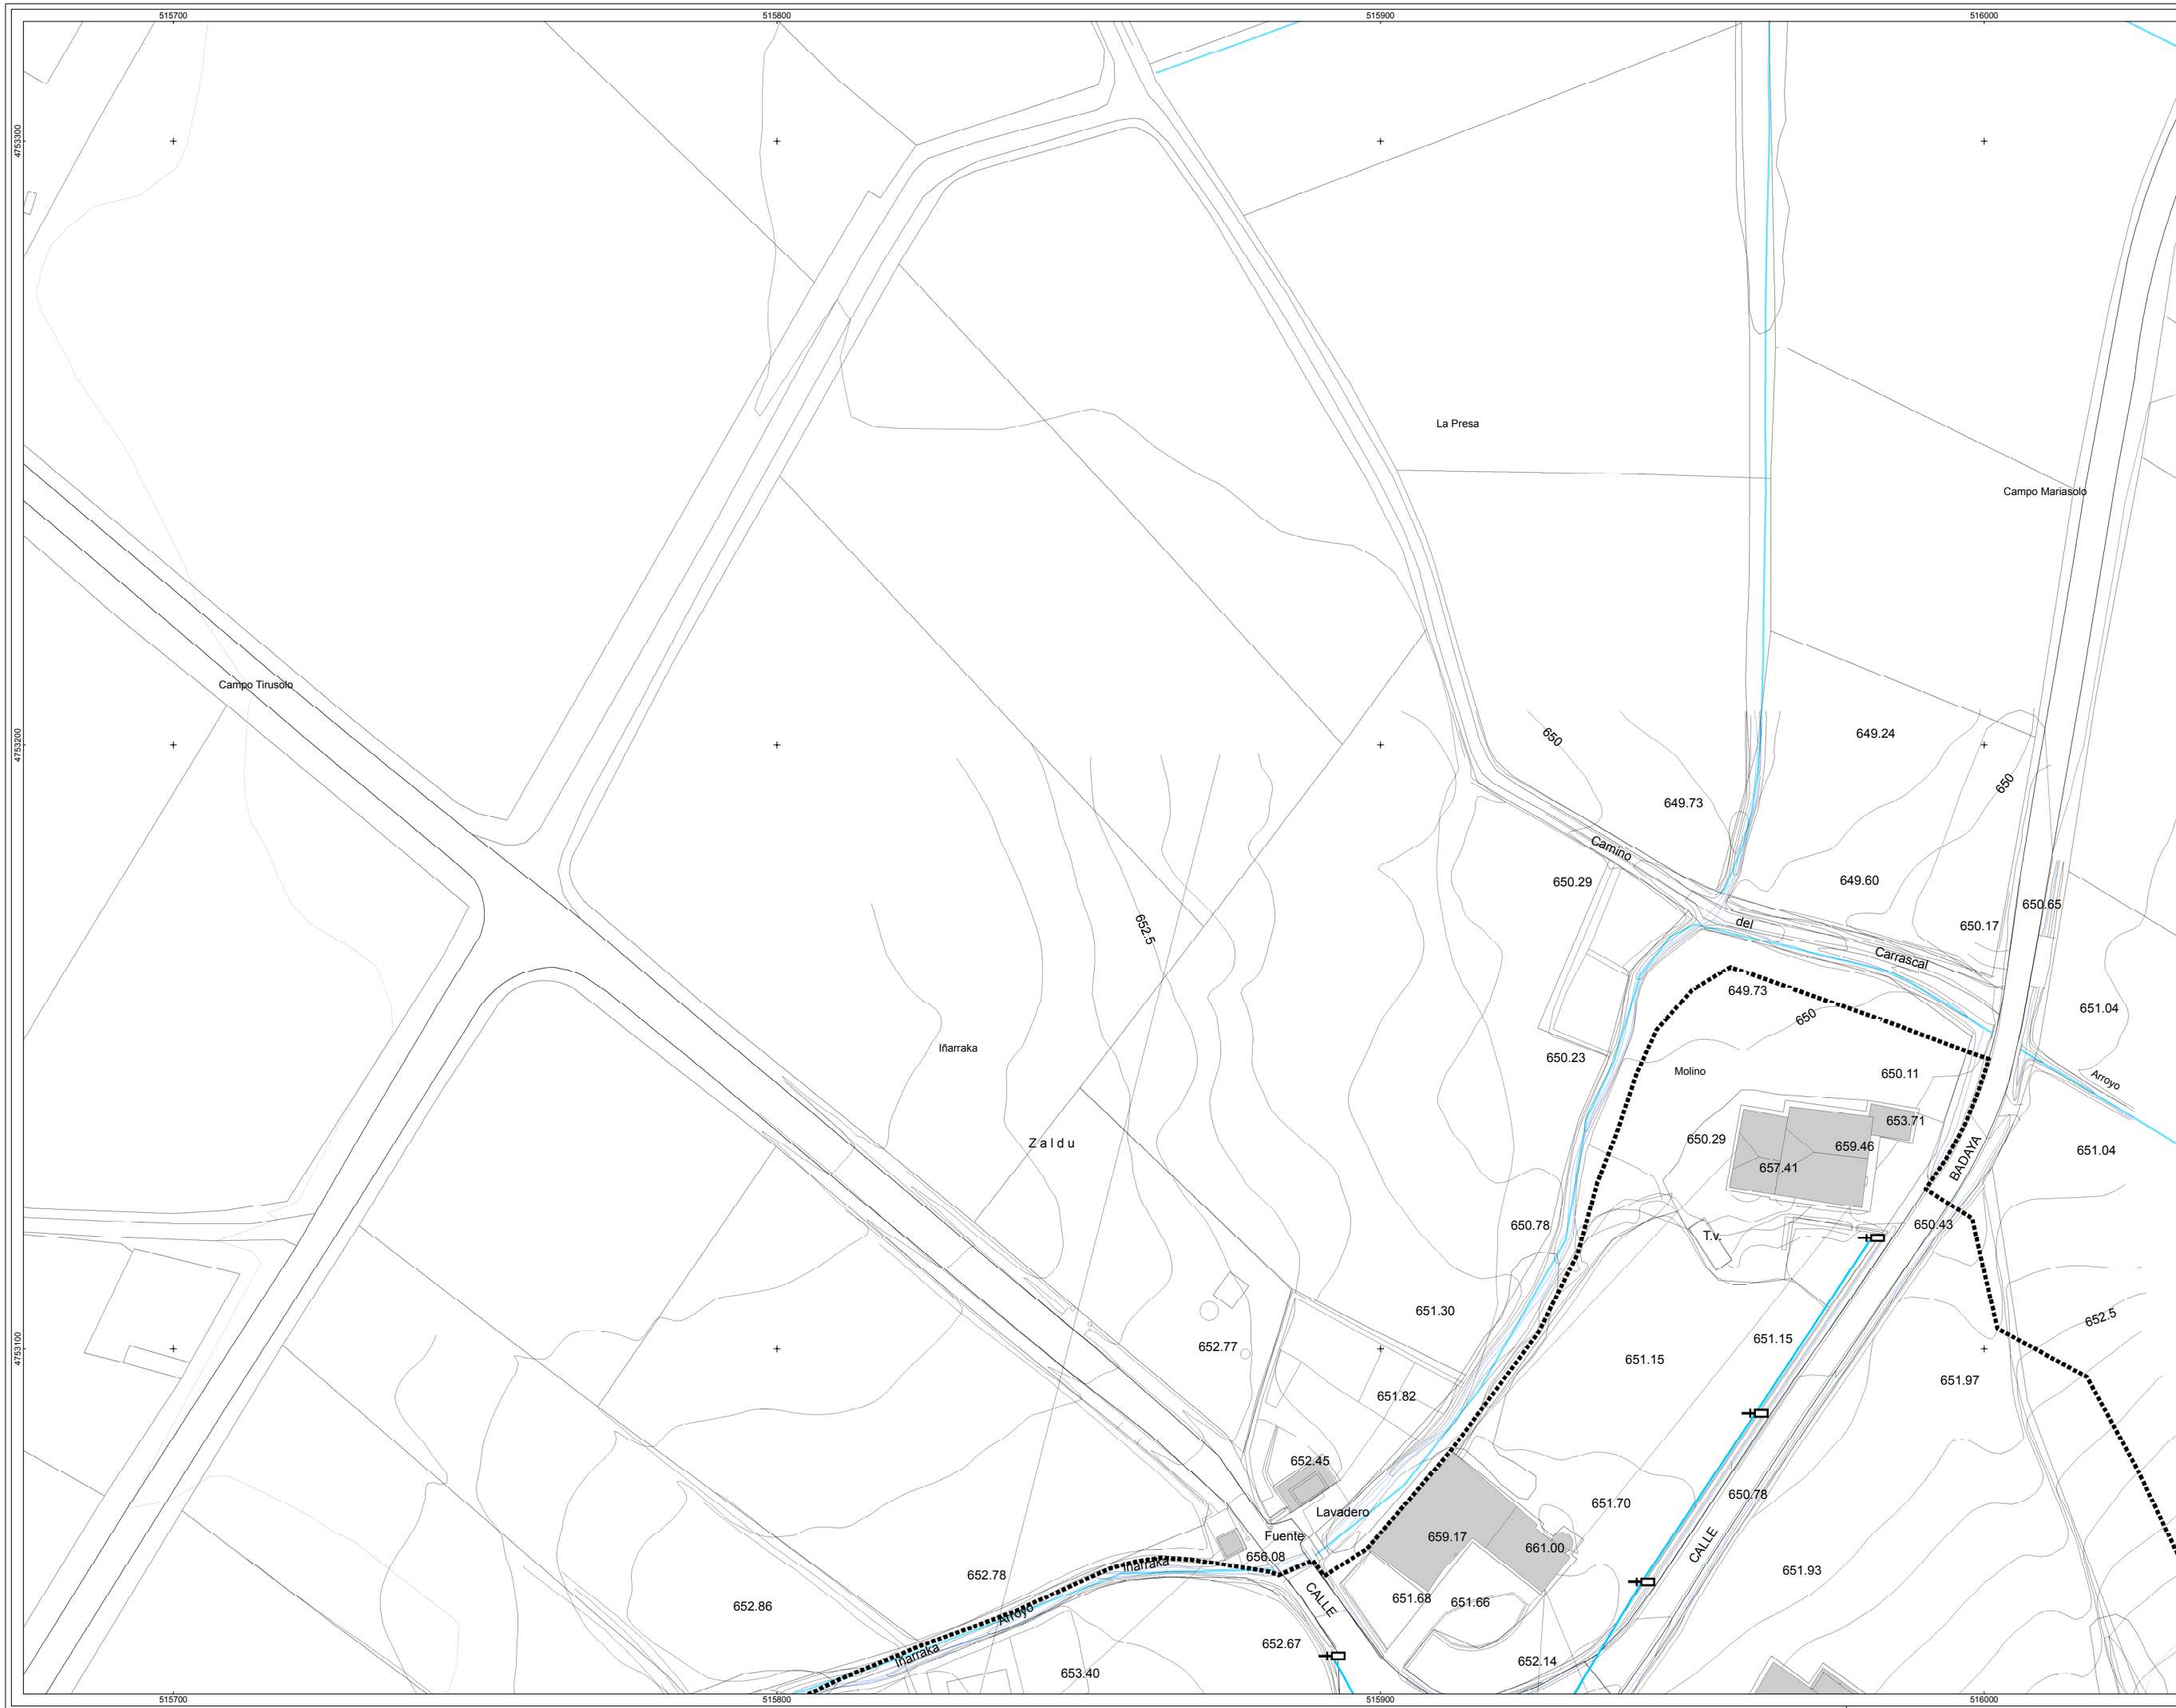 515700
515800
515900
516000
4753300
La Presa
Campo Mariasolo
Campo Tirusolo
4753200
650
649.24
650
649.73
Camino
650.29
649.60
650.65
652.5
del
650.17
Carrascal
649.73
651.04
650
Iñarraka
650.23
Molino
650.11
Arroyo
653.71
Zaldu
650.29
659.46
651.04
657.41
BADAYA
650.78
650.43
T.v.
651.30
652.5
4753100
652.77
651.15
651.15
651.97
651.82
652.45
650.78
651.70
Lavadero
Fuente
659.17
661.00
CALLE
656.08
Iñarraka
652.78
651.93
CALLE
651.68
651.66
652.86
Arroyo
Iñarraka
652.67
652.14
653.40
515700
515800
515900
516000